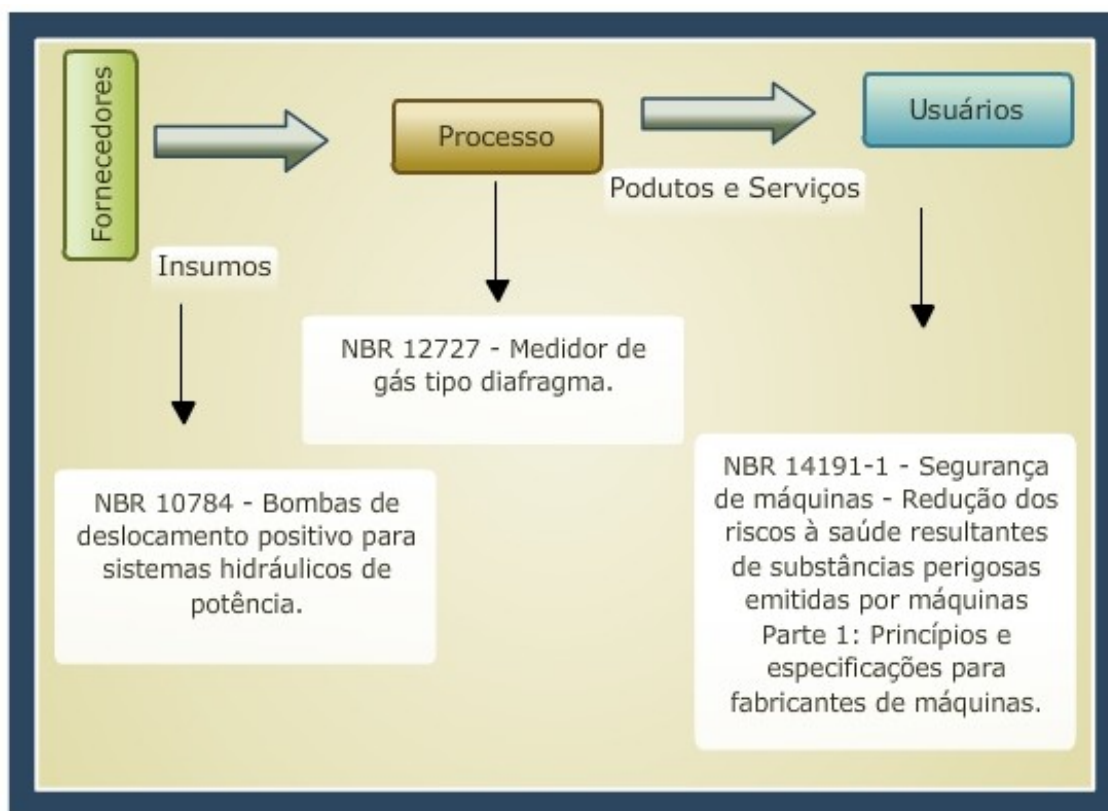 Fornecedores
Processo
Usuários
Podutos e Serviços
Insumos
NBR 12727 - Medidor de
gás tipo diafragma.
NBR 10784 - Bombas de
deslocamento positivo para
sistemas hidráulicos de
potência.
NBR 14191-1 - Segurança
de máquinas - Redução dos
riscos à saúde resultantes
de substâncias perigosas
emitidas por máquinas
Parte 1: Princípios e
especificações para
fabricantes de máquinas.